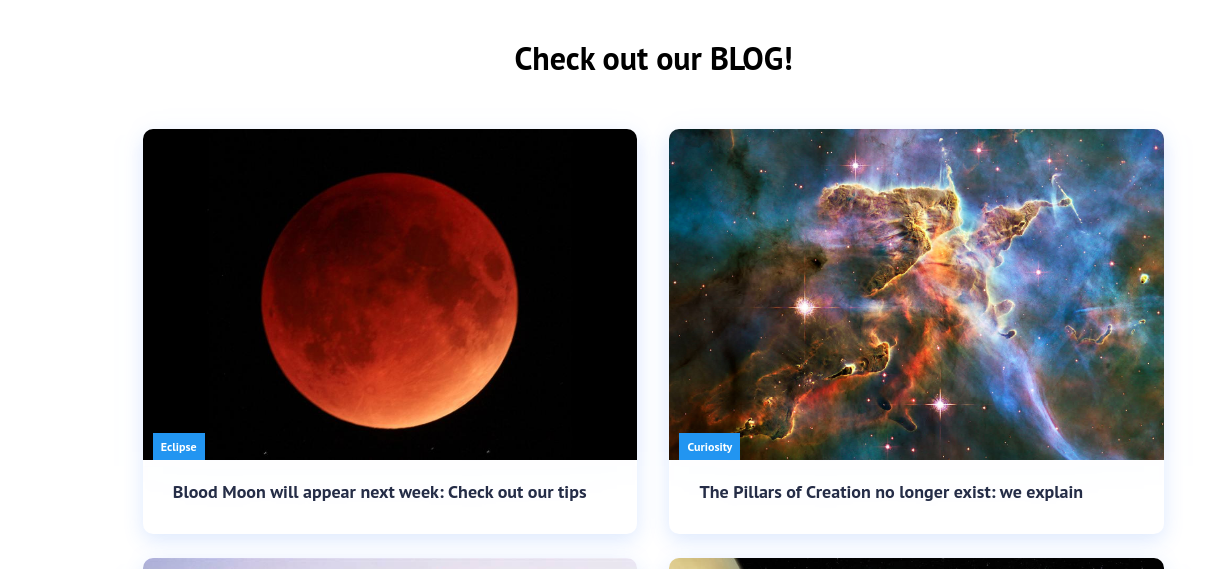 Check out our BLOG!
Eclipse
Blood Moon will appear next week: Check out our tips
Curiosity
The Pillars of Creation no longer exist: we explain